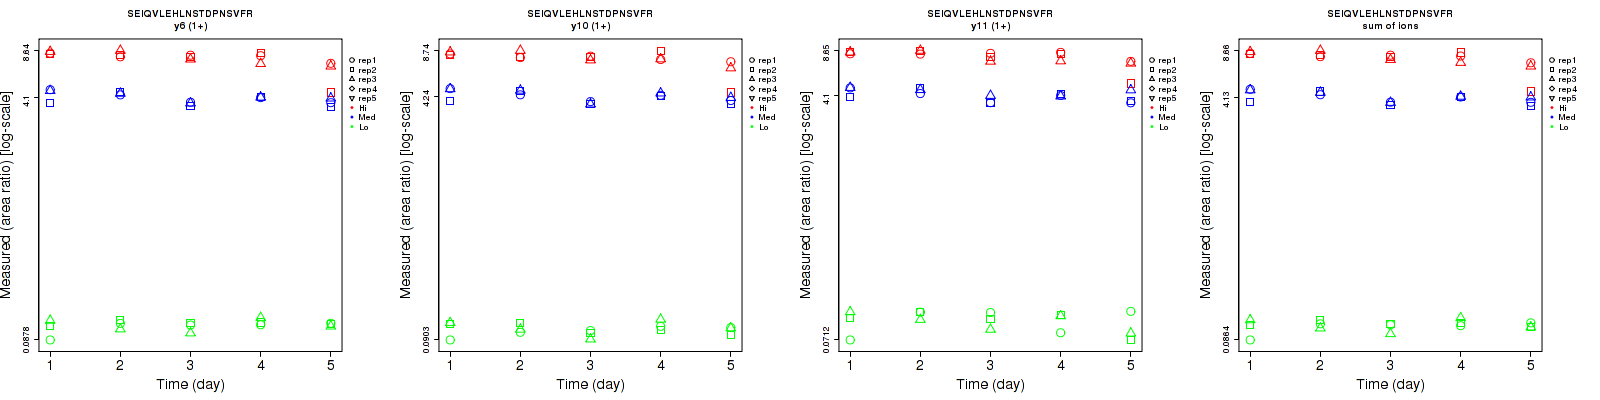 SEIQVLEHLNSTDPNSVFR
y6 (1+)
Measured (area ratio) [log-scale]
8.64
4.1
0.0878
1 2 3 4 5
Time (day)
rep1
rep2
rep3
rep4
rep5
Hi
Med
Lo
SEIQVLEHLNSTDPNSVFR
y10 (1+)
Measured (area ratio) [log-scale]
8.74
4.24
0.0903
1 2 3 4 5
Time (day)
rep1
rep2
rep3
rep4
rep5
Hi
Med
Lo
SEIQVLEHLNSTDPNSVFR
y11 (1+)
Measured (area ratio) [log-scale]
8.65
4.1
0.0712
1 2 3 4 5
Time (day)
rep1
rep2
rep3
rep4
rep5
Hi
Med
Lo
SEIQVLEHLNSTDPNSVFR
sum of ions
Measured (area ratio) [log-scale]
8.66
4.13
0.0864
1 2 3 4 5
Time (day)
rep1
rep2
rep3
rep4
rep5
Hi
Med
Lo